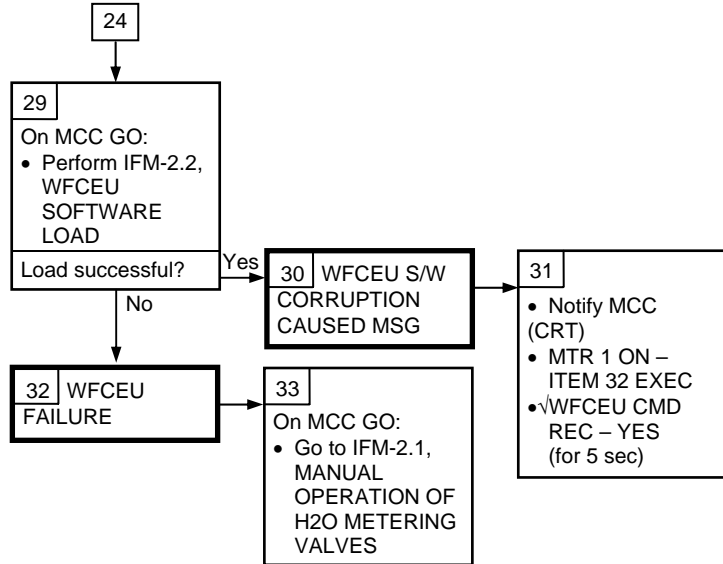 24
29
On MCC GO:
• Perform IFM-2.2,
WFCEU
SOFTWARE
LOAD
Load successful?
Yes
No
30 WFCEU S/W
CORRUPTION
CAUSED MSG
31
• Notify MCC
(CRT)
• MTR 1 ON –
ITEM 32 EXEC
•√WFCEU CMD
REC – YES
(for 5 sec)
32 WFCEU
FAILURE
33
On MCC GO:
• Go to IFM-2.1,
MANUAL
OPERATION OF
H2O METERING
VALVES